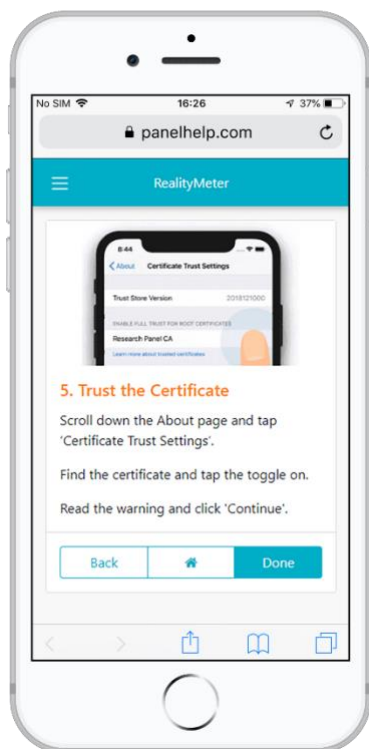 No SIM 16:26 37%
panelhelp.com
RealityMeter
8:44
About Certificate Trust Settings
Trust Store Version 2018121000
ENABLE FULL TRUST FOR ROOT CERTIFICATES
Research Panel CA
Learn more about trusted certificates
5. Trust the Certificate
Scroll down the About page and tap
'Certificate Trust Settings'.
Find the certificate and tap the toggle on.
Read the warning and click 'Continue'.
Back Done